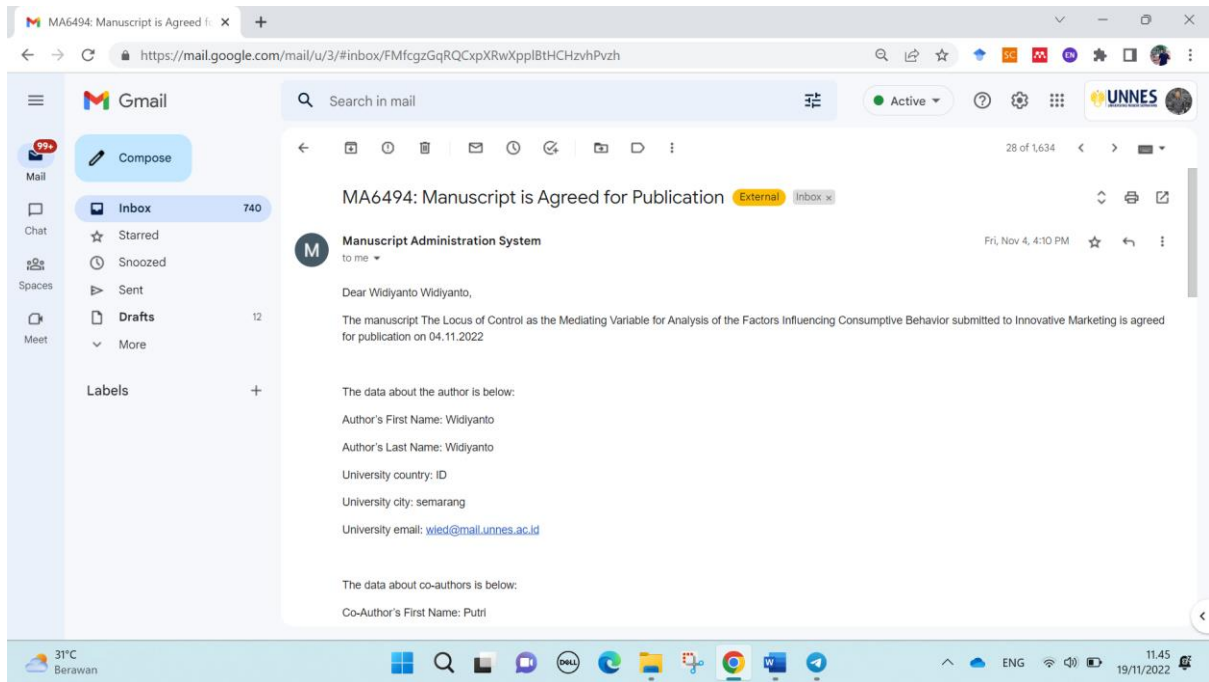 MA6494: Manuscript is Agreed f
https://mail.google.com/mail/u/3/#inbox/FMfcgzGqRQCxpXRwXpplBtHCHzvhPvzh
SC
EN
Gmail
Search in mail
Active
UNNES
99+
Mail
Chat
Spaces
Meet
Compose
Inbox 740
Starred
Snoozed
Sent
Drafts 12
More
Labels
28 of 1,634
MA6494: Manuscript is Agreed for Publication External Inbox x
M
Manuscript Administration System
Fri, Nov 4, 4:10 PM
to me
Dear Widiyanto Widiyanto,
The manuscript The Locus of Control as the Mediating Variable for Analysis of the Factors Influencing Consumptive Behavior submitted to Innovative Marketing is agreed
for publication on 04.11.2022
The data about the author is below:
Author's First Name: Widiyanto
Author's Last Name: Widiyanto
University country: ID
University city: semarang
University email: wied@mail.unnes.ac.id
The data about co-authors is below:
Co-Author's First Name: Putri
31°C
Berawan
DELL
W
ENG
11.45
19/11/2022